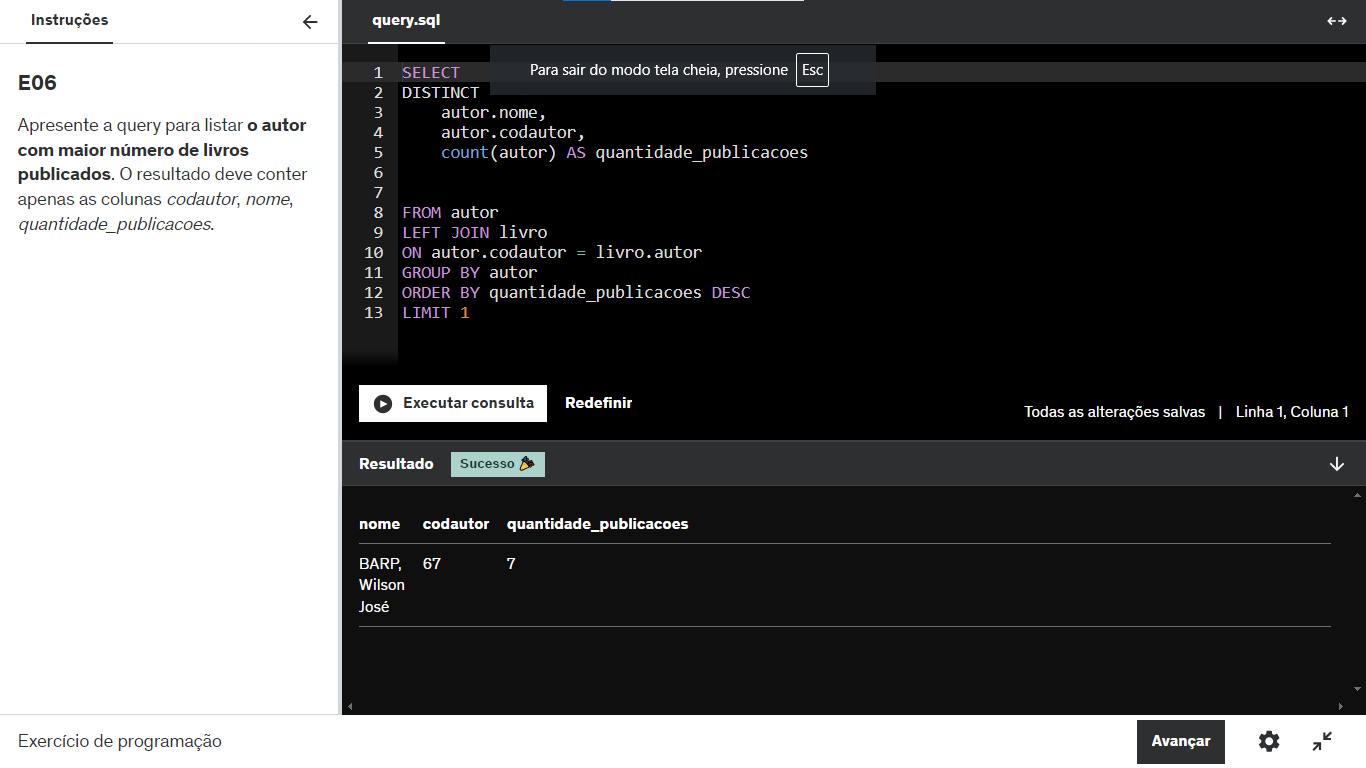 Instruções
E06
Apresente a query para listar o autor
com maior número de livros
publicados. O resultado deve conter
apenas as colunas codautor, nome,
quantidade_publicacoes.
query.sql
Para sair do modo tela cheia, pressione Esc
1 SELECT
2 DISTINCT
3 autor.nome,
4 autor.codautor,
5 count(autor) AS quantidade_publicacoes
6
7
8 FROM autor
9 LEFT JOIN livro
10 ON autor.codautor = livro.autor
11 GROUP BY autor
12 ORDER BY quantidade_publicacoes DESC
13 LIMIT 1
Executar consulta Redefinir
Todas as alterações salvas | Linha 1, Coluna 1
Resultado Sucesso
nome codautor quantidade_publicacoes
BARP, 67 7
Wilson
José
Exercício de programação
Avançar